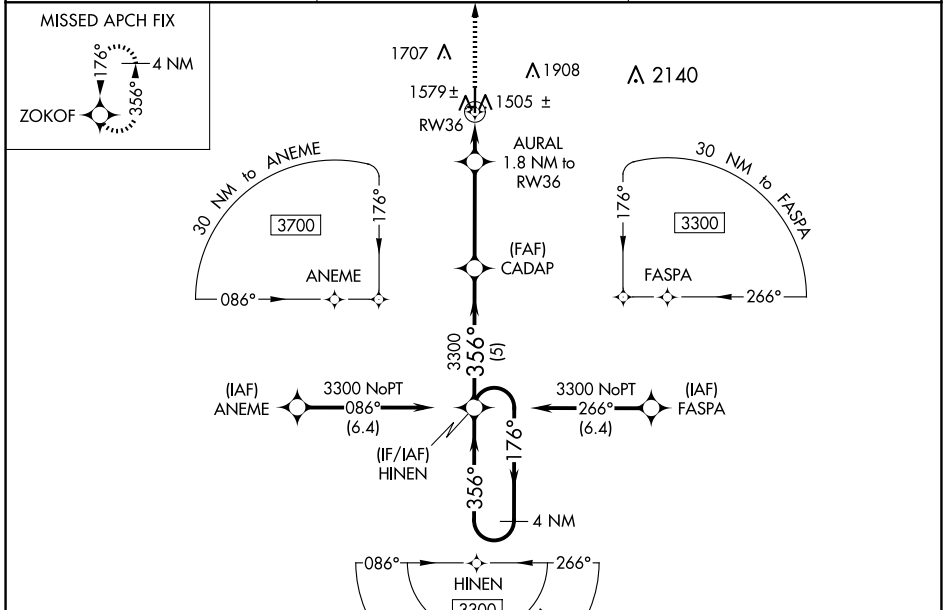 MISSED APCH FIX
176°
4 NM
356°
ZOKOF
1707
1908
2140
1579 ±
1505 ±
RW36
AURAL
1.8 NM to
RW36
30 NM to ANEME
3700
176°
ANEME
086°
(FAF)
CADAP
30 NM to FASPA
176°
3300
FASPA
266°
3300
356°
(5)
(IAF)
ANEME
3300 NoPT
086°
(6.4)
3300 NoPT
266°
(6.4)
(IAF)
FASPA
(IF/IAF)
HINEN
356°
176°
4 NM
086°
266°
HINEN
3300